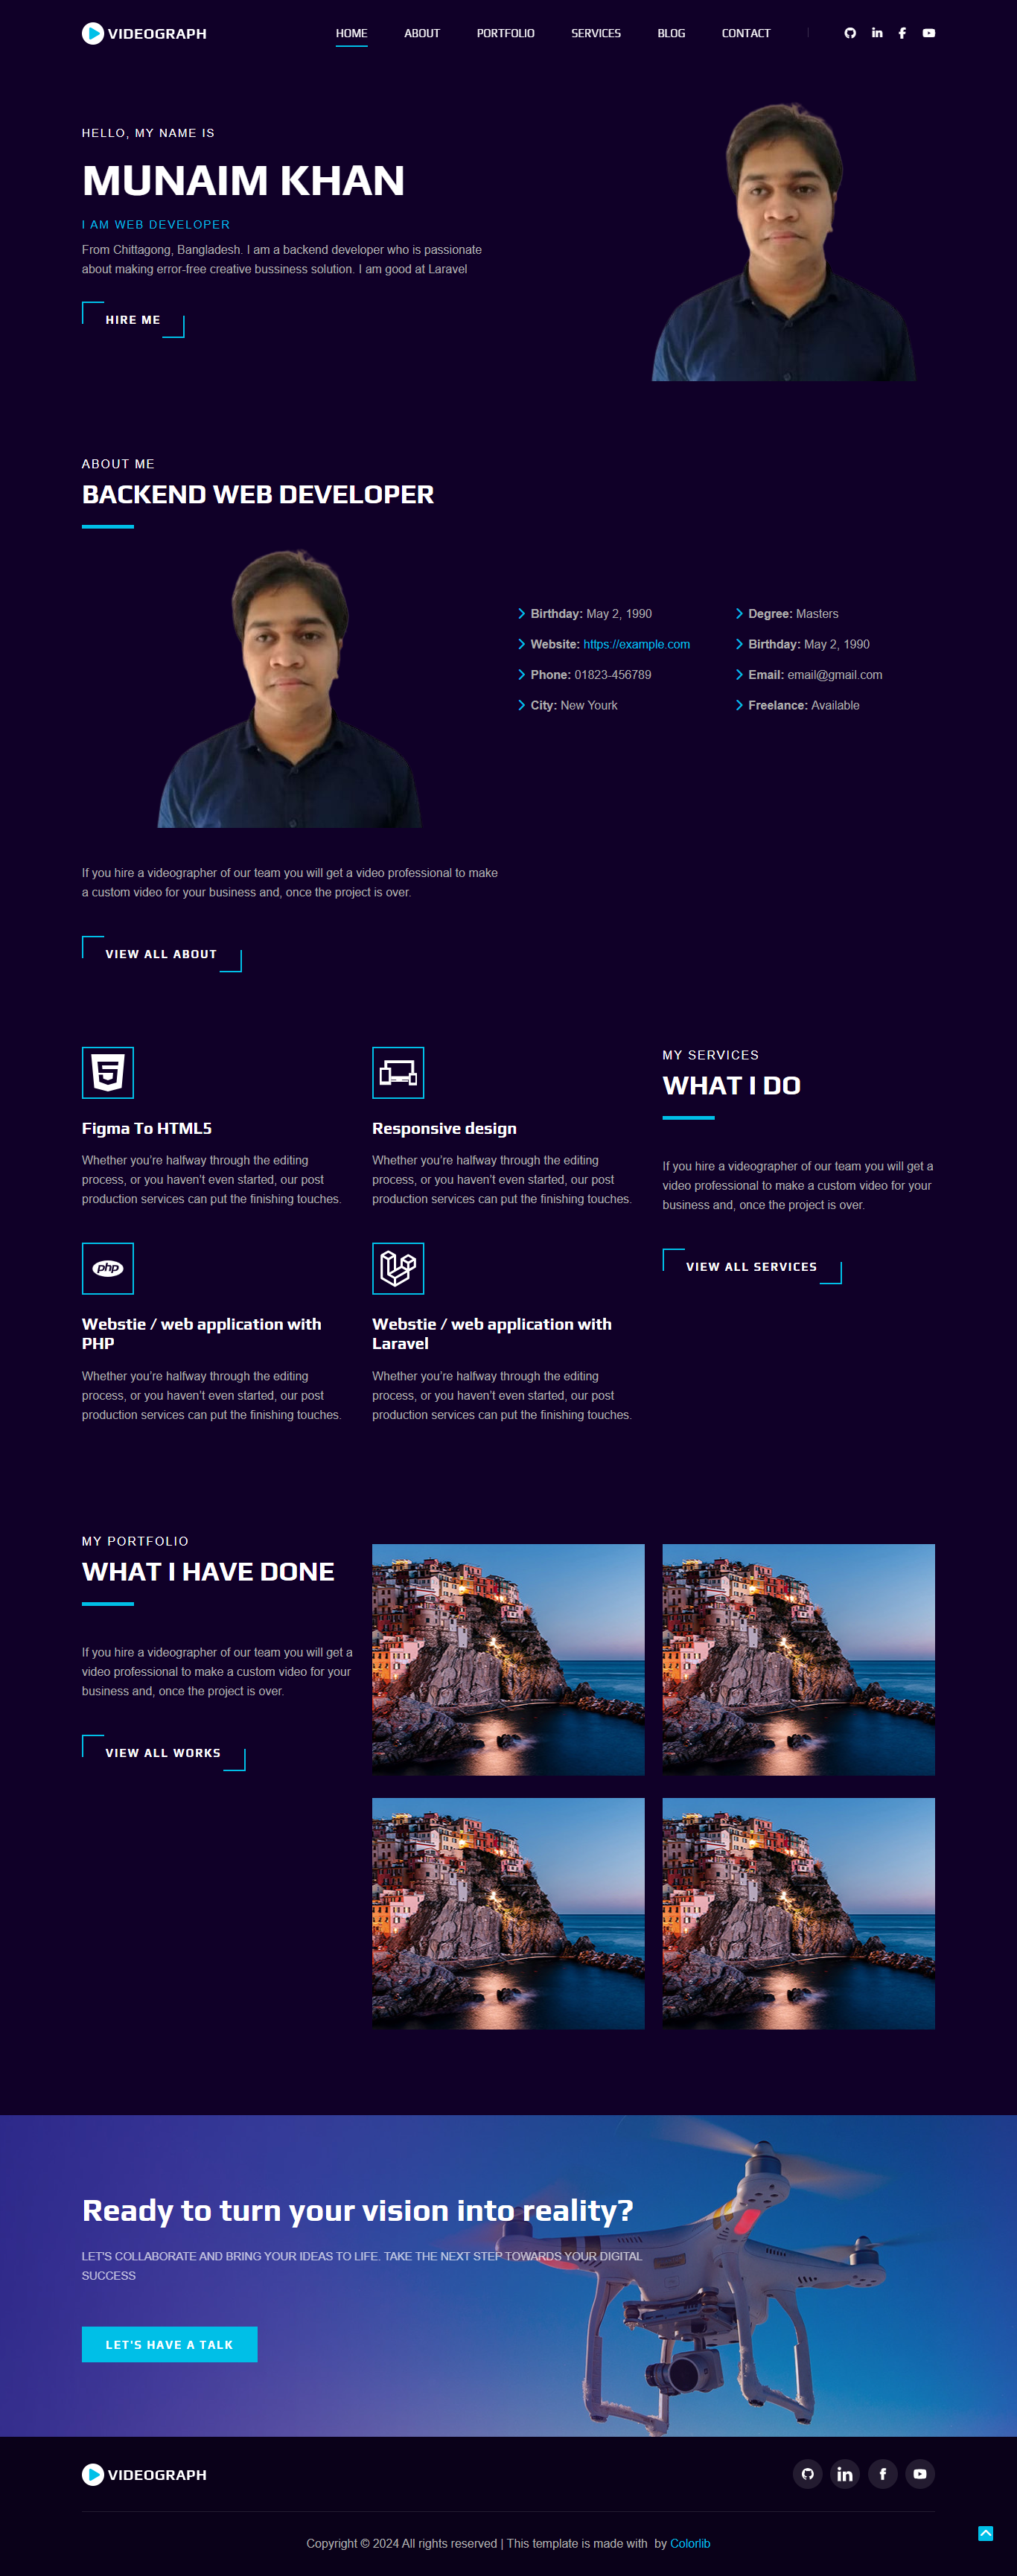 VIDEOGRAPH
HOME ABOUT PORTFOLIO SERVICES BLOG CONTACT
HELLO, MY NAME IS
MUNAIM KHAN
I AM WEB DEVELOPER
From Chittagong, Bangladesh. I am a backend developer who is passionate
about making error-free creative bussiness solution. I am good at Laravel
HIRE ME
ABOUT ME
BACKEND WEB DEVELOPER
Birthday: May 2, 1990
Website: https://example.com
Phone: 01823-456789
City: New Yourk
Degree: Masters
Birthday: May 2, 1990
Email: email@gmail.com
Freelance: Available
If you hire a videographer of our team you will get a video professional to make
a custom video for your business and, once the project is over.
VIEW ALL ABOUT
Figma To HTML5
Whether you’re halfway through the editing
process, or you haven’t even started, our post
production services can put the finishing touches.
Responsive design
Whether you’re halfway through the editing
process, or you haven’t even started, our post
production services can put the finishing touches.
php
Webstie / web application with
PHP
Whether you’re halfway through the editing
process, or you haven’t even started, our post
production services can put the finishing touches.
Webstie / web application with
Laravel
Whether you’re halfway through the editing
process, or you haven’t even started, our post
production services can put the finishing touches.
MY SERVICES
WHAT I DO
If you hire a videographer of our team you will get a
video professional to make a custom video for your
business and, once the project is over.
VIEW ALL SERVICES
MY PORTFOLIO
WHAT I HAVE DONE
If you hire a videographer of our team you will get a
video professional to make a custom video for your
business and, once the project is over.
VIEW ALL WORKS
Ready to turn your vision into reality?
LET'S COLLABORATE AND BRING YOUR IDEAS TO LIFE. TAKE THE NEXT STEP TOWARDS YOUR DIGITAL
SUCCESS
LET'S HAVE A TALK
VIDEOGRAPH
Copyright © 2024 All rights reserved | This template is made with by Colorlib